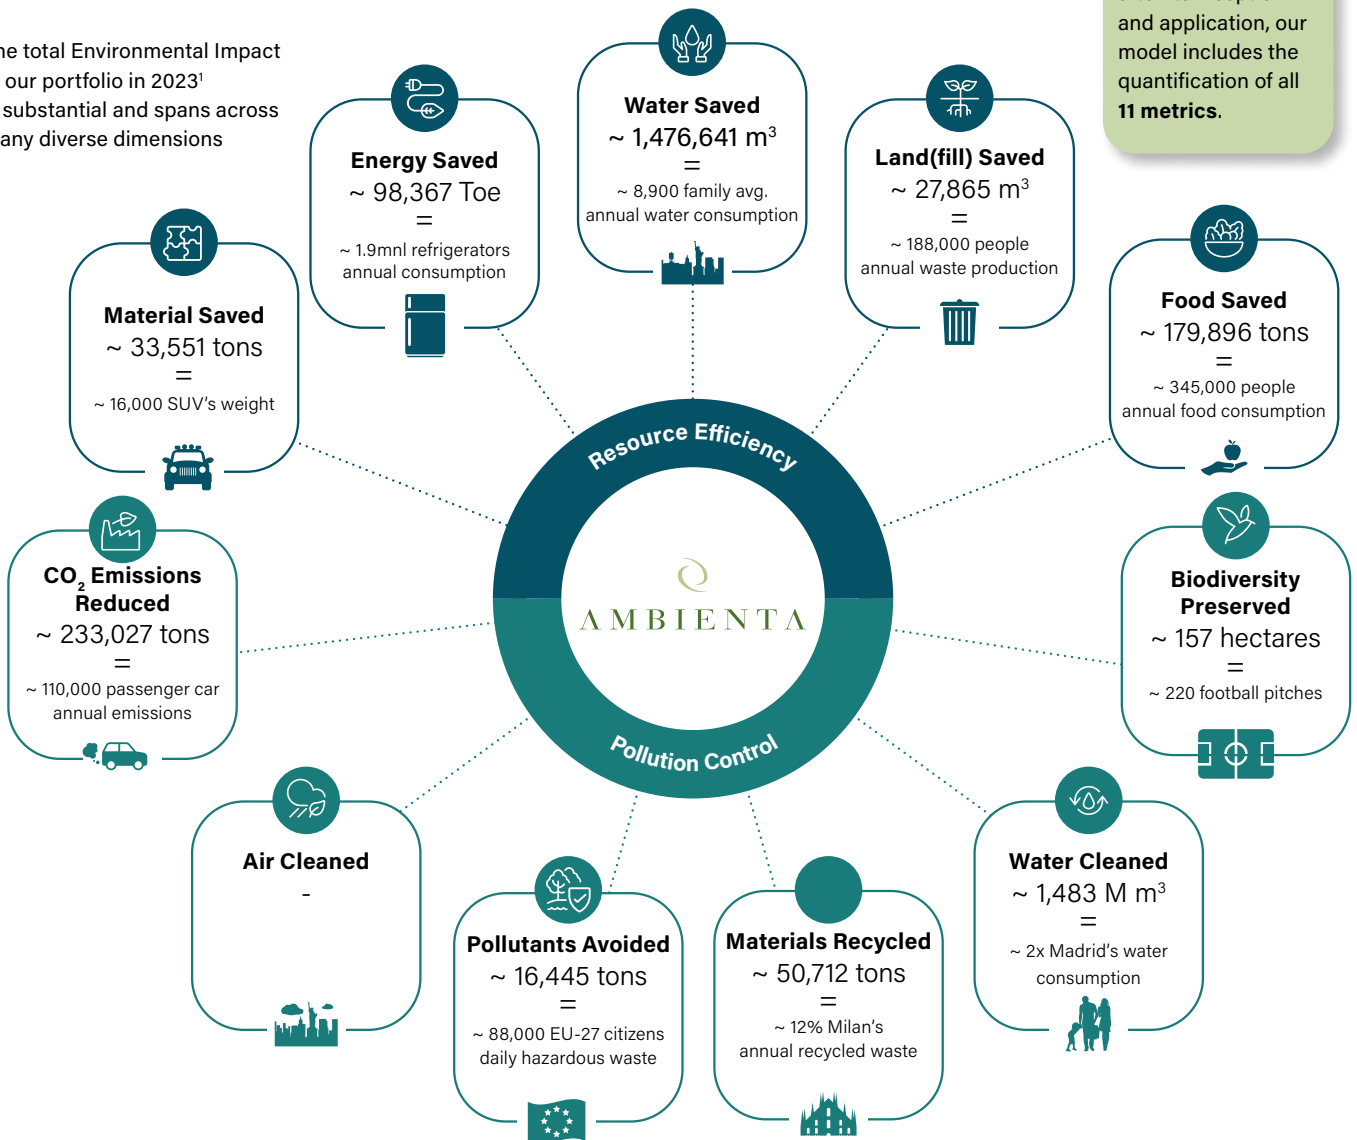 he total Environmental Impact
our portfolio in 2023¹
substantial and spans across
any diverse dimensions
and application, our
model includes the
quantification of all
11 metrics.
Water Saved
~ 1,476,641 m³
=
~ 8,900 family avg.
annual water consumption
Energy Saved
~ 98,367 Toe
=
~ 1.9mnl refrigerators
annual consumption
Land(fill) Saved
~ 27,865 m³
=
~ 188,000 people
annual waste production
Material Saved
~ 33,551 tons
=
~ 16,000 SUV's weight
Food Saved
~ 179,896 tons
=
~ 345,000 people
annual food consumption
Resource Efficiency
AMBIENTA
Pollution Control
CO₂ Emissions
Reduced
~ 233,027 tons
=
~ 110,000 passenger car
annual emissions
Biodiversity
Preserved
~ 157 hectares
=
~ 220 football pitches
Air Cleaned
-
Pollutants Avoided
~ 16,445 tons
=
~ 88,000 EU-27 citizens
daily hazardous waste
Materials Recycled
~ 50,712 tons
=
~ 12% Milan's
annual recycled waste
Water Cleaned
~ 1,483 M m³
=
~ 2x Madrid's water
consumption